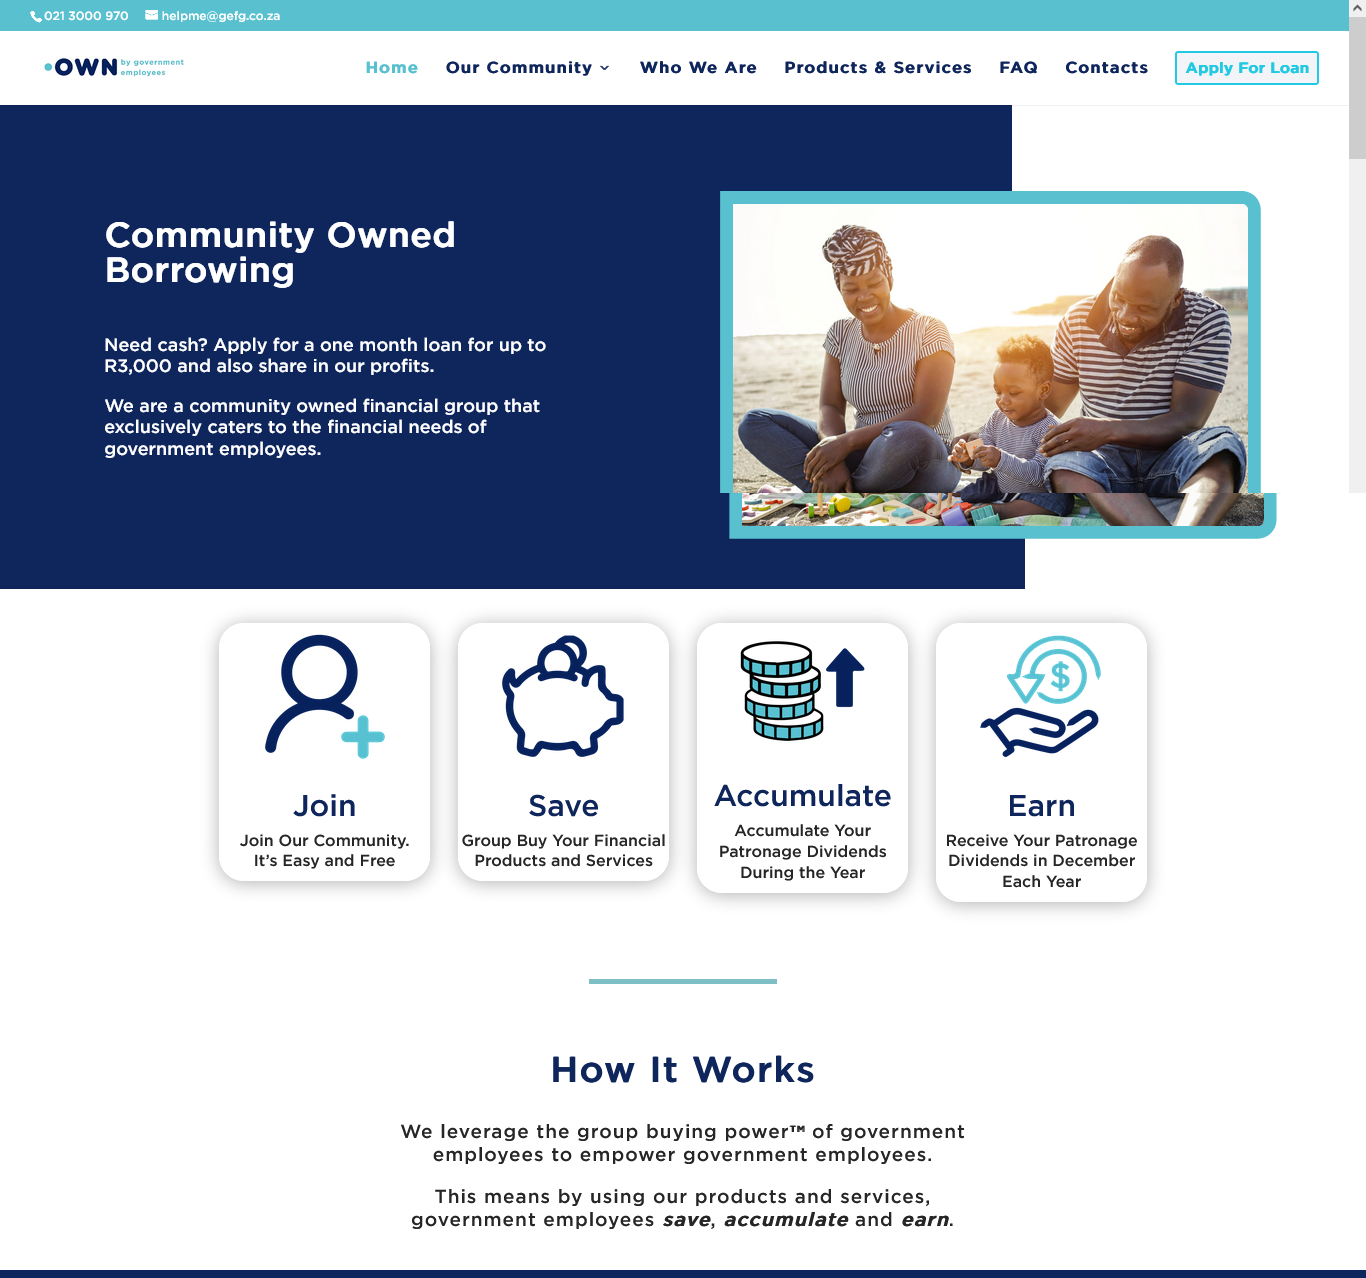 021 3000 970 helpme@gefg.co.za
OWN by government
employees
Home Our Community Who We Are Products & Services FAQ Contacts Apply For Loan
Community Owned
Borrowing
Need cash? Apply for a one month loan for up to
R3,000 and also share in our profits.
We are a community owned financial group that
exclusively caters to the financial needs of
government employees.
$
Join
Join Our Community.
It’s Easy and Free
Save
Group Buy Your Financial
Products and Services
Accumulate
Accumulate Your
Patronage Dividends
During the Year
Earn
Receive Your Patronage
Dividends in December
Each Year
How It Works
We leverage the group buying power™ of government
employees to empower government employees.
This means by using our products and services,
government employees save, accumulate and earn.